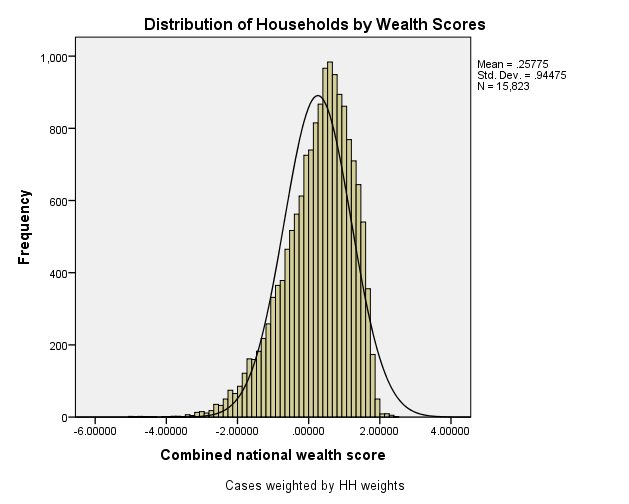 Distribution of Households by Wealth Scores
Mean = .25775
Std. Dev. = .94475
N = 15,823
1,000
800
600
400
200
0
Frequency
-6.00000 -4.00000 -2.00000 .00000 2.00000 4.00000
Combined national wealth score
Cases weighted by HH weights